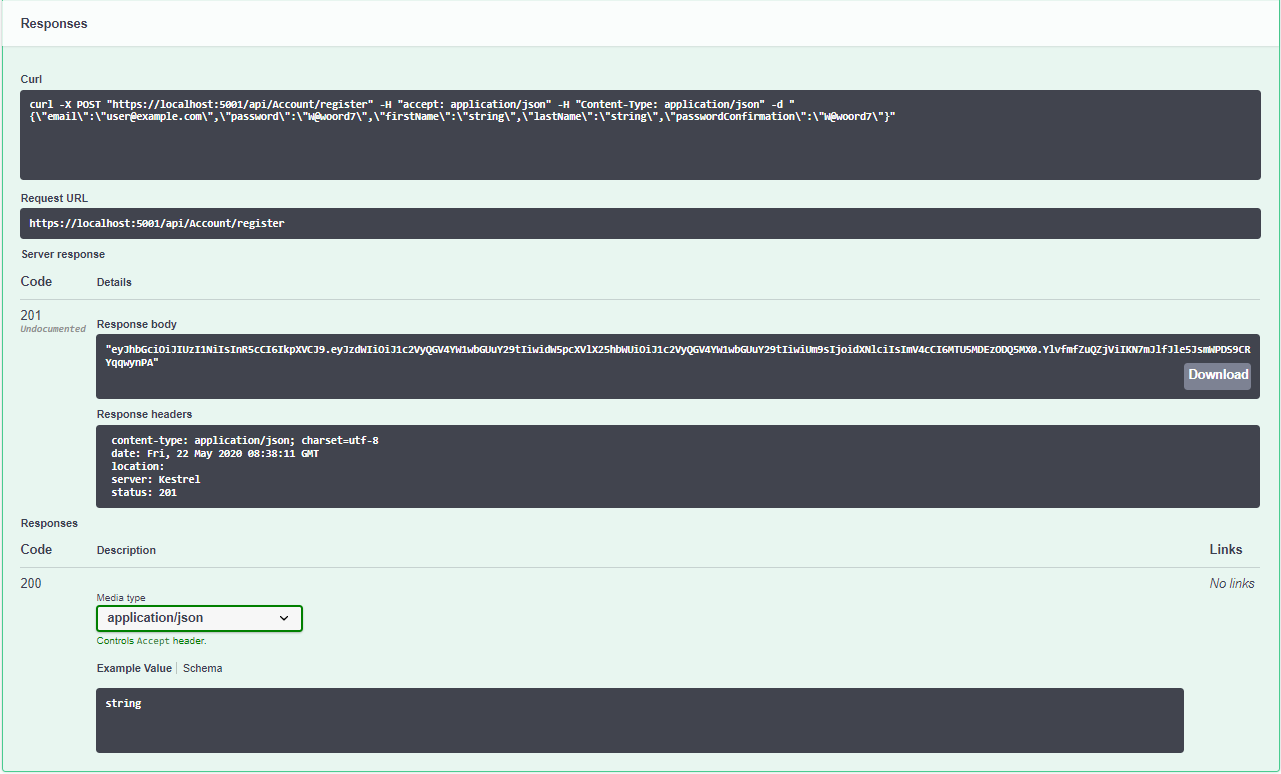 Responses
Curl
curl -X POST "https://localhost:5001/api/Account/register" -H "accept: application/json" -H "Content-Type: application/json" -d "
{\"email\":\"user@example.com\",\"password\":\"W@woord7\",\"firstName\":\"string\",\"lastName\":\"string\",\"passwordConfirmation\":\"W@woord7\"}"
Request URL
https://localhost:5001/api/Account/register
Server response
Code Details
201
Undocumented
Response body
"eyJhbGciOiJIUzI1NiIsInR5cCI6IkpXVCJ9.eyJzdWIiOiJ1c2VyQGV4YW1wbGUuY29tIiwidW5pcXVlX25hbWUiOiJ1c2VyQGV4YW1wbGUuY29tIiwiUm9sIjoidXNlciIsImV4cCI6MTU5MDEzODQ5MX0.YlvfmfZuQZjViIKN7mJlfJle5JsmWPDS9CR
YqqwynPA"
Download
Response headers
content-type: application/json; charset=utf-8
date: Fri, 22 May 2020 08:38:11 GMT
location:
server: Kestrel
status: 201
Responses
Code Description Links
200 No links
Media type
application/json
Controls Accept header.
Example Value Schema
string